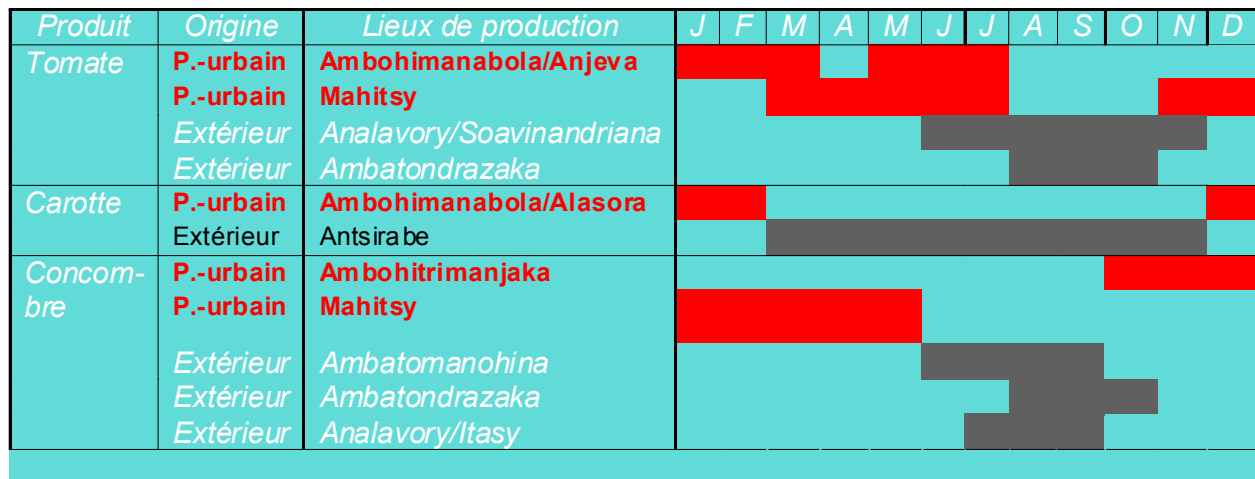 Produit Origine Lieux de production J F M A M J J A S O N D
Tomate P.-urbain Ambohimanabola/Anjeva
P.-urbain Mahitsy
Extérieur Analavory/Soavinandriana
Extérieur Ambatondrazaka
Carotte P.-urbain Ambohimanabola/Alasora
Extérieur Antsirabe
Concom- P.-urbain Ambohitrimanjaka
bre P.-urbain Mahitsy
Extérieur Ambatomanohina
Extérieur Ambatondrazaka
Extérieur Analavory/Itasy